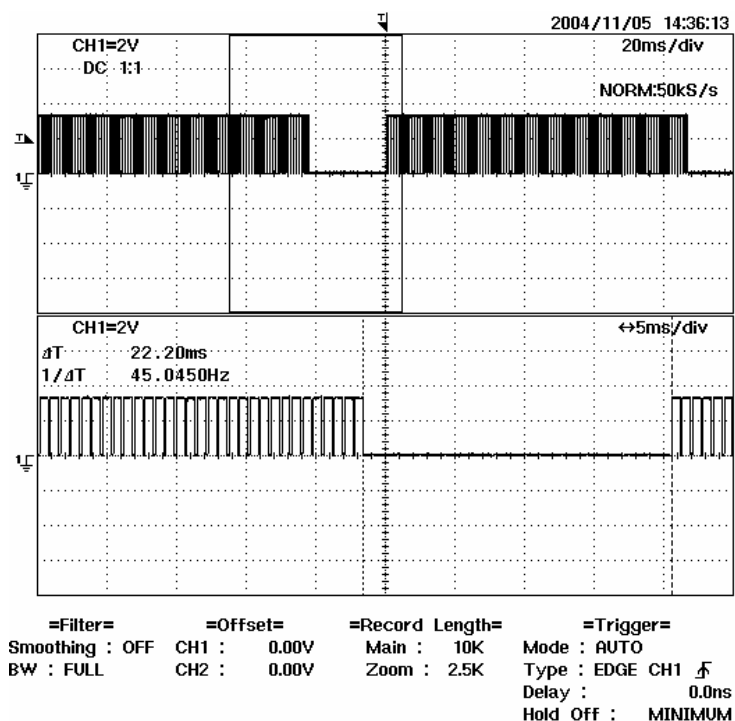 T
2004/11/05 14:36:13
CH1=2V 20ms/div
DC 1:1
NORM:50kS/s
T
1
CH1=2V ↔5ms/div
⊿T 22.20ms
1/⊿T 45.0450Hz
1
=Filter= =Offset= =Record Length= =Trigger=
Smoothing : OFF CH1 : 0.00V Main : 10K Mode : AUTO
BW : FULL CH2 : 0.00V Zoom : 2.5K Type : EDGE CH1
Delay : 0.0ns
Hold Off : MINIMUM